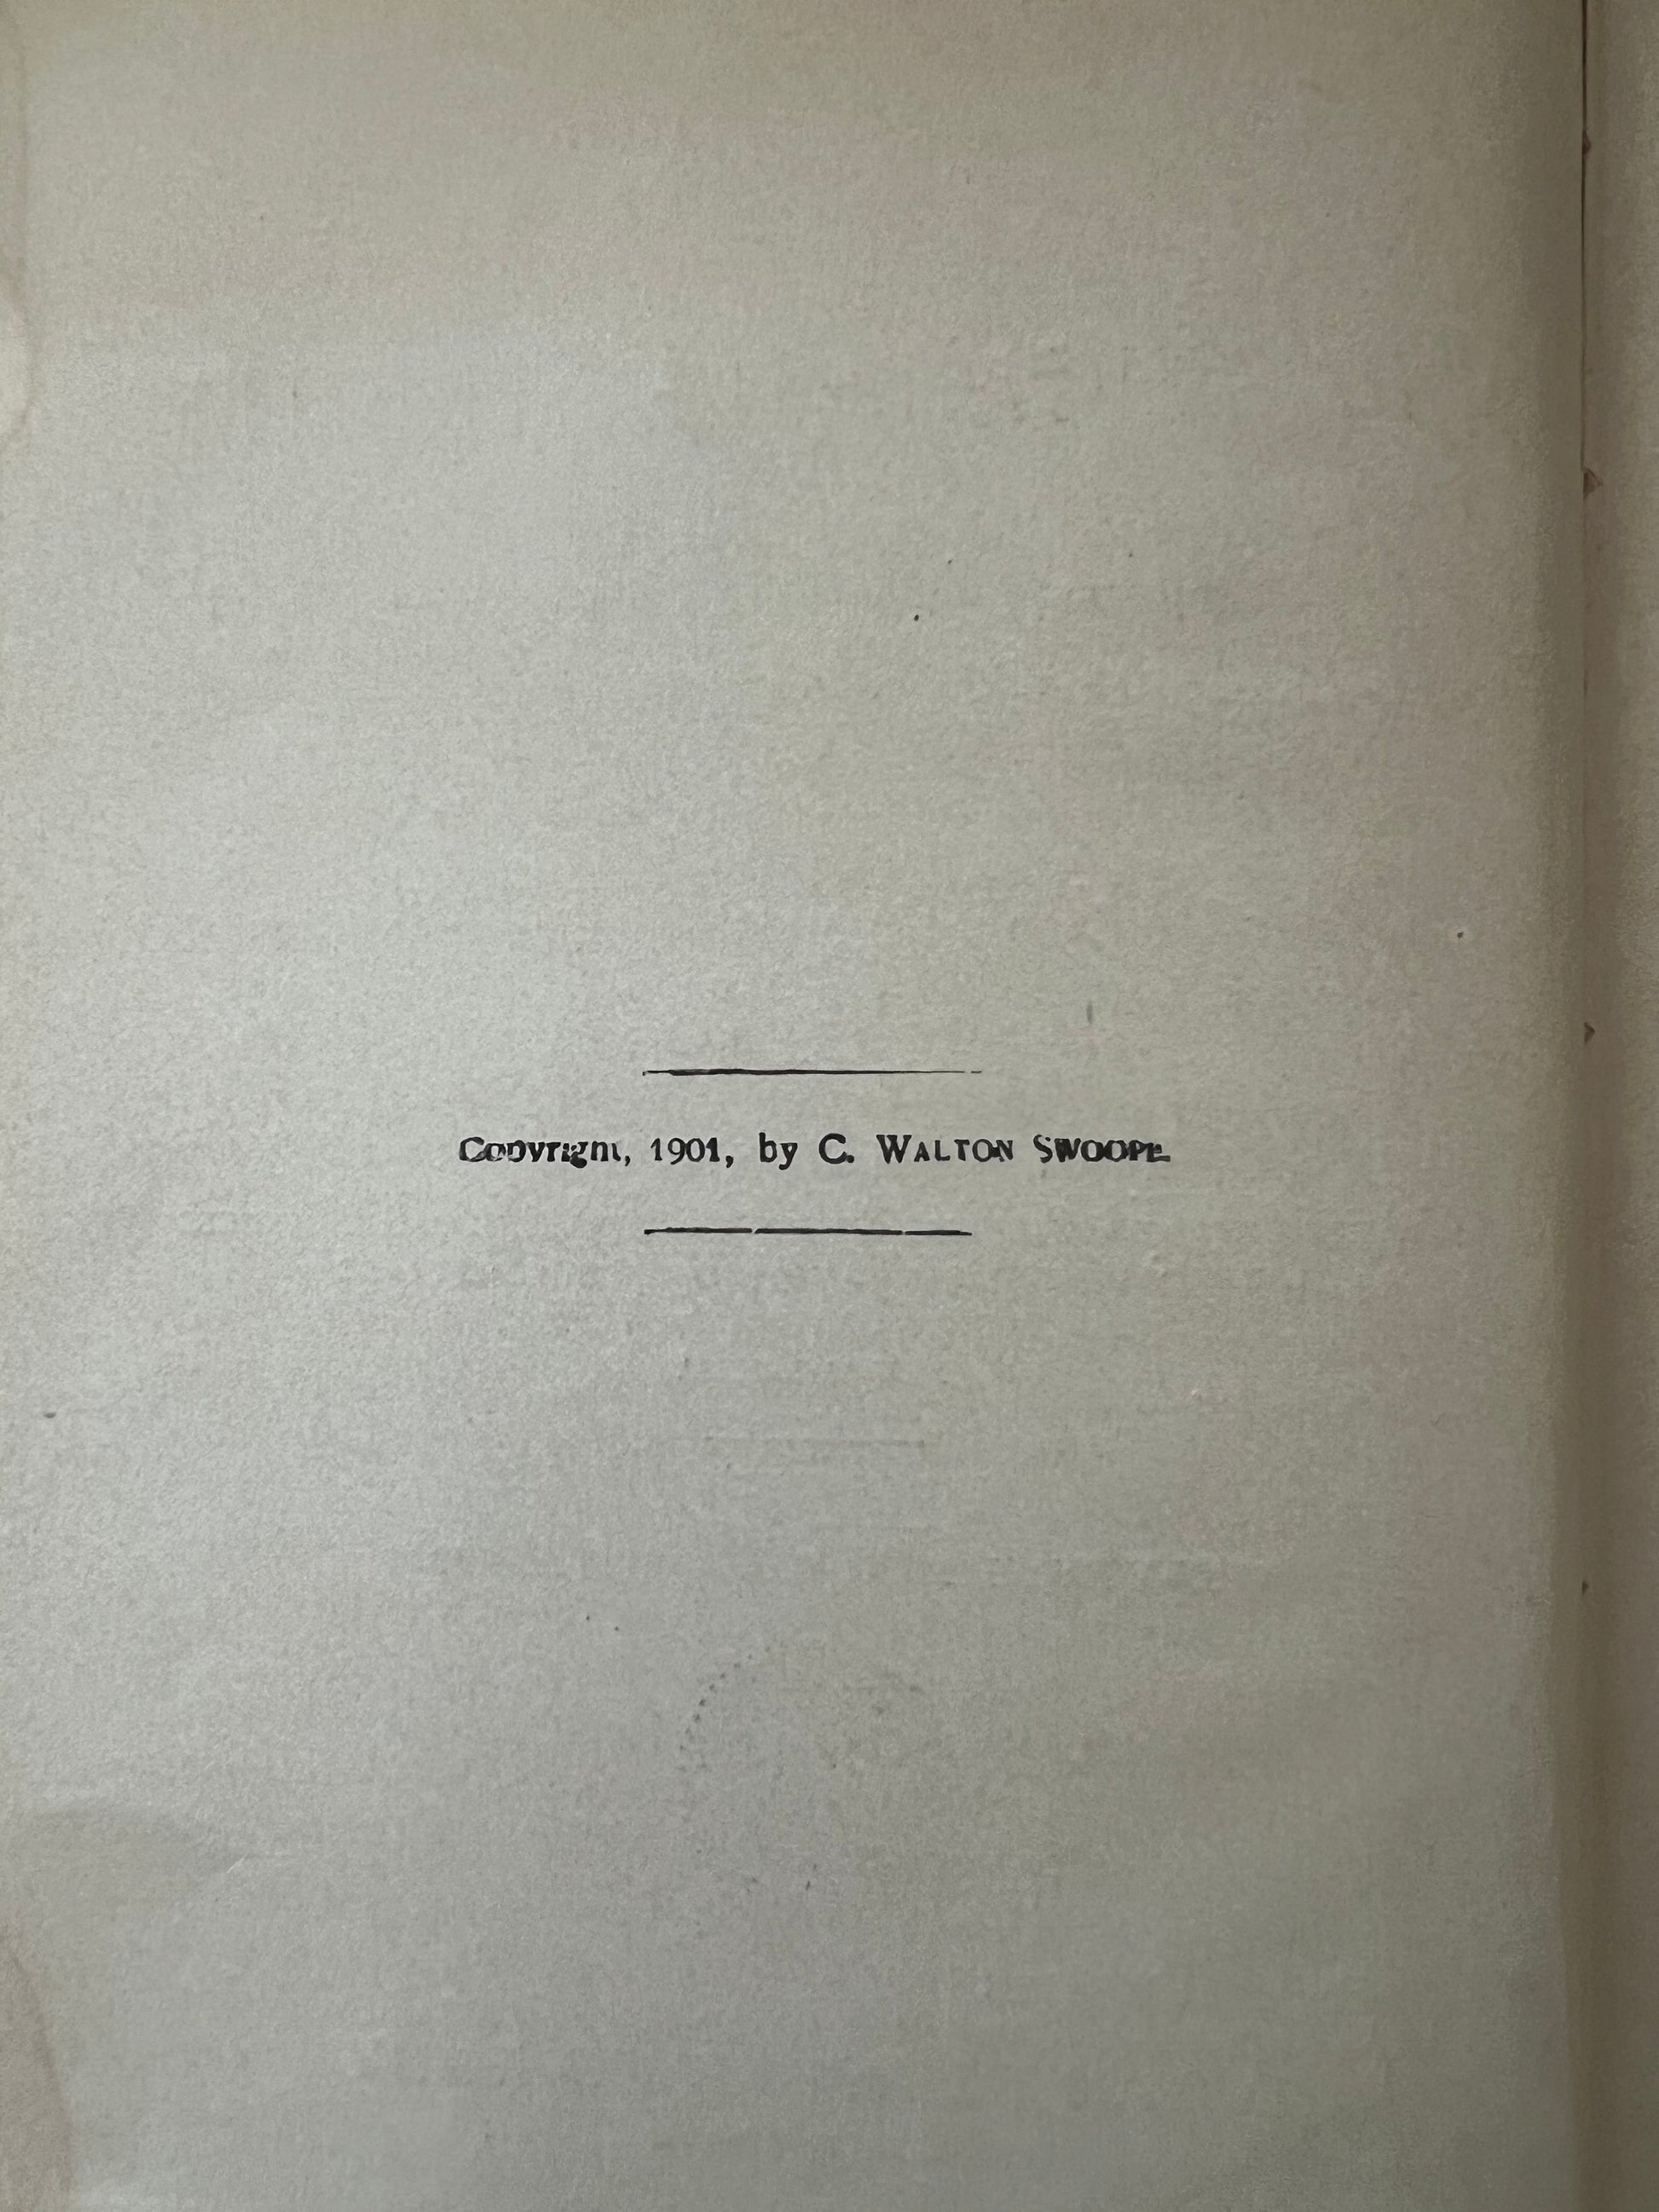 Copyright, 1901, by C. WALTON SWOOPE